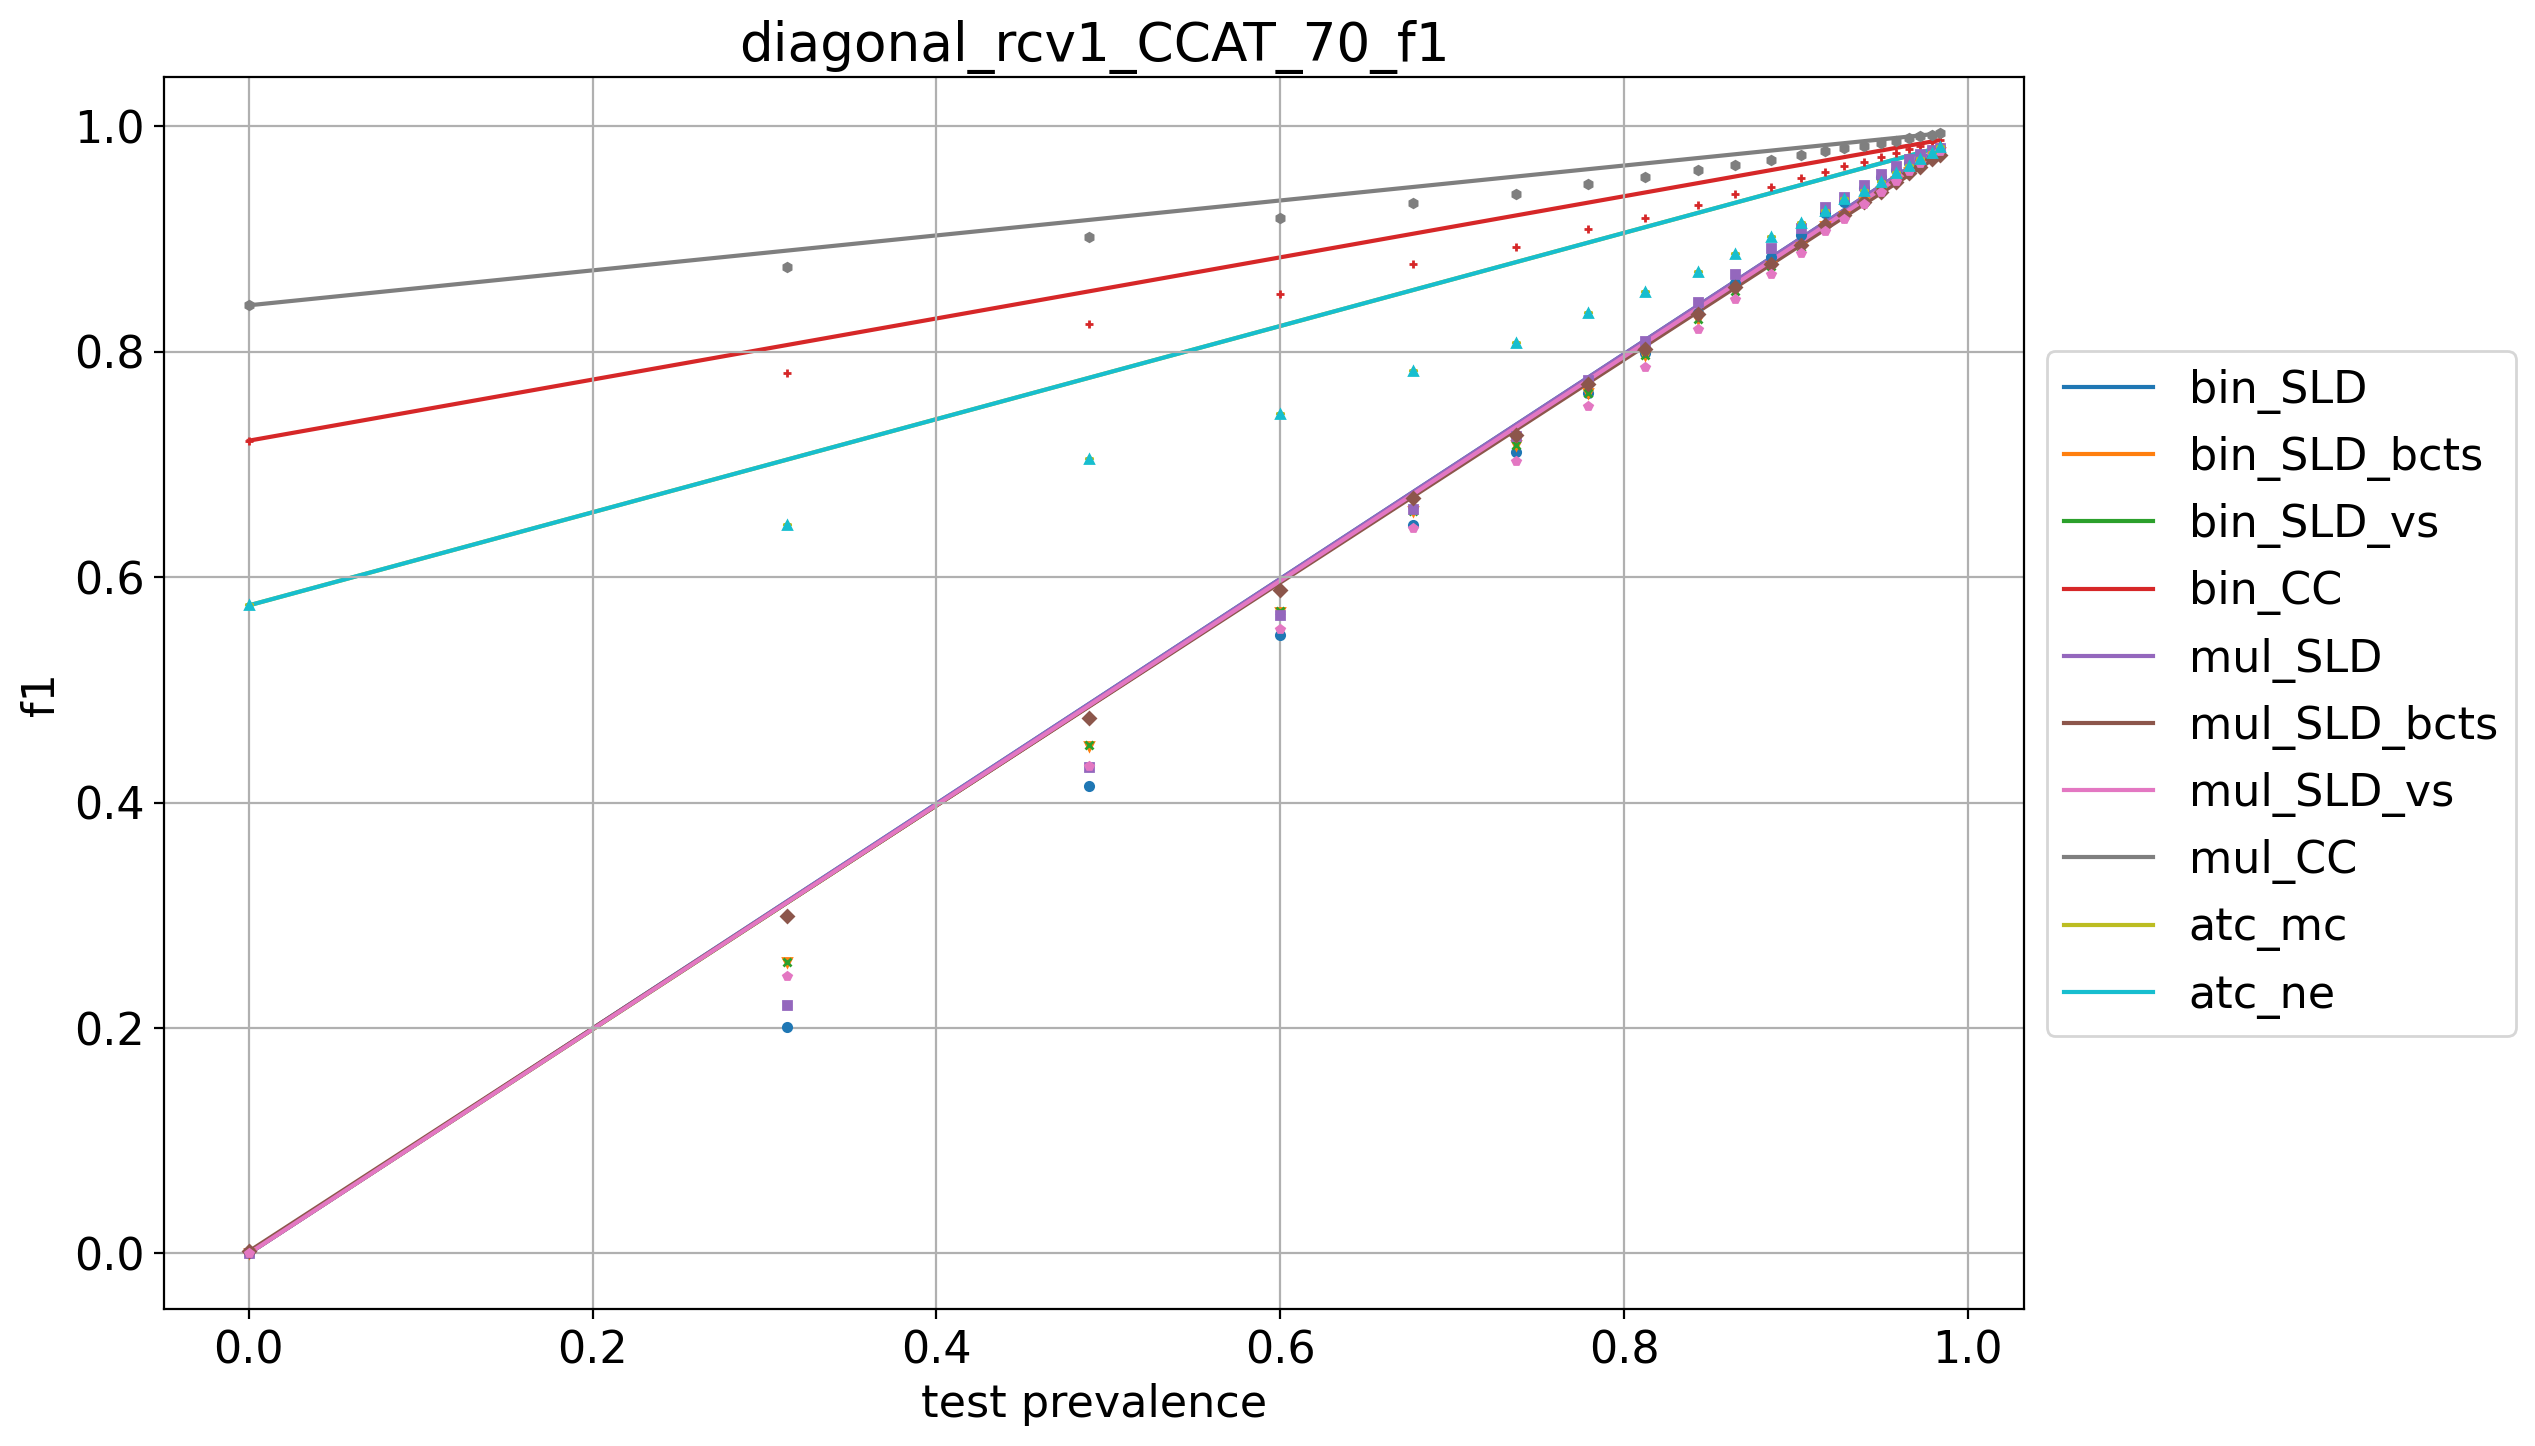 diagonal_rcv1_CCAT_70_f1
1.0
0.8
0.6
0.4
0.2
0.0
f1
0.0 0.2 0.4 0.6 0.8 1.0
test prevalence
bin_SLD
bin_SLD_bcts
bin_SLD_vs
bin_CC
mul_SLD
mul_SLD_bcts
mul_SLD_vs
mul_CC
atc_mc
atc_ne